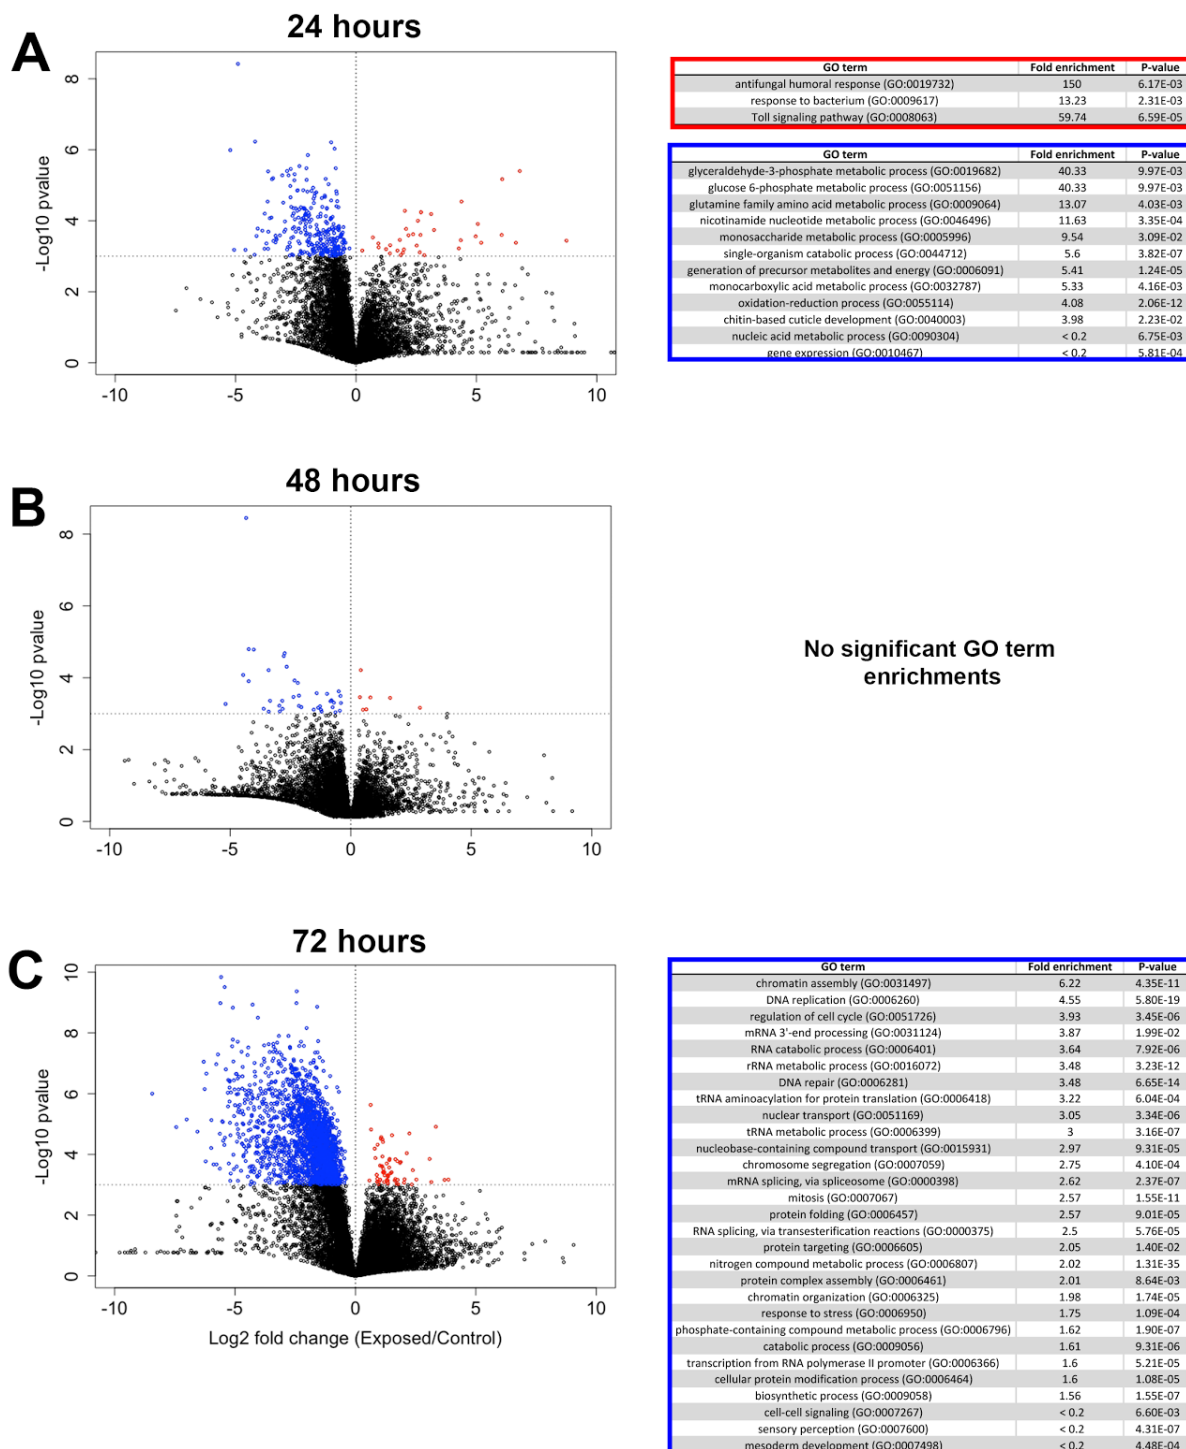 A
24 hours
-Log10 pvalue
8
6
4
2
0
-10 -5 0 5 10
GO term Fold enrichment P-value
antifungal humoral response (GO:0019732) 150 6.17E-03
response to bacterium (GO:0009617) 13.23 2.31E-03
Toll signaling pathway (GO:0008063) 59.74 6.59E-05
GO term Fold enrichment P-value
glyceraldehyde-3-phosphate metabolic process (GO:0019682) 40.33 9.97E-03
glucose 6-phosphate metabolic process (GO:0051156) 40.33 9.97E-03
glutamine family amino acid metabolic process (GO:0009064) 13.07 4.03E-03
nicotinamide nucleotide metabolic process (GO:0046496) 11.63 3.35E-04
monosaccharide metabolic process (GO:0005996) 9.54 3.09E-02
single-organism catabolic process (GO:0044712) 5.6 3.82E-07
generation of precursor metabolites and energy (GO:0006091) 5.41 1.24E-05
monocarboxylic acid metabolic process (GO:0032787) 5.33 4.16E-03
oxidation-reduction process (GO:0055114) 4.08 2.06E-12
chitin-based cuticle development (GO:0040003) 3.98 2.23E-02
nucleic acid metabolic process (GO:0090304) < 0.2 6.75E-03
gene expression (GO:0010467) < 0.2 5.81E-04
B
48 hours
-Log10 pvalue
8
6
4
2
0
-10 -5 0 5 10
No significant GO term
enrichments
C
72 hours
-Log10 pvalue
10
8
6
4
2
0
-10 -5 0 5 10
Log2 fold change (Exposed/Control)
GO term Fold enrichment P-value
chromatin assembly (GO:0031497) 6.22 4.35E-11
DNA replication (GO:0006260) 4.55 5.80E-19
regulation of cell cycle (GO:0051726) 3.93 3.45E-06
mRNA 3'-end processing (GO:0031124) 3.87 1.99E-02
RNA catabolic process (GO:0006401) 3.64 7.92E-06
rRNA metabolic process (GO:0016072) 3.48 3.23E-12
DNA repair (GO:0006281) 3.48 6.65E-14
tRNA aminoacylation for protein translation (GO:0006418) 3.22 6.04E-04
nuclear transport (GO:0051169) 3.05 3.34E-06
tRNA metabolic process (GO:0006399) 3 3.16E-07
nucleobase-containing compound transport (GO:0015931) 2.97 9.31E-05
chromosome segregation (GO:0007059) 2.75 4.10E-04
mRNA splicing, via spliceosome (GO:0000398) 2.62 2.37E-07
mitosis (GO:0007067) 2.57 1.55E-11
protein folding (GO:0006457) 2.57 9.01E-05
RNA splicing, via transesterification reactions (GO:0000375) 2.5 5.76E-05
protein targeting (GO:0006605) 2.05 1.40E-02
nitrogen compound metabolic process (GO:0006807) 2.02 1.31E-35
protein complex assembly (GO:0006461) 2.01 8.64E-03
chromatin organization (GO:0006325) 1.98 1.74E-05
response to stress (GO:0006950) 1.75 1.09E-04
phosphate-containing compound metabolic process (GO:0006796) 1.62 1.90E-07
catabolic process (GO:0009056) 1.61 9.31E-06
transcription from RNA polymerase II promoter (GO:0006366) 1.6 5.21E-05
cellular protein modification process (GO:0006464) 1.6 1.08E-05
biosynthetic process (GO:0009058) 1.56 1.55E-07
cell-cell signaling (GO:0007267) < 0.2 6.60E-03
sensory perception (GO:0007600) < 0.2 4.31E-07
mesoderm development (GO:0007498) < 0.2 4.48E-04